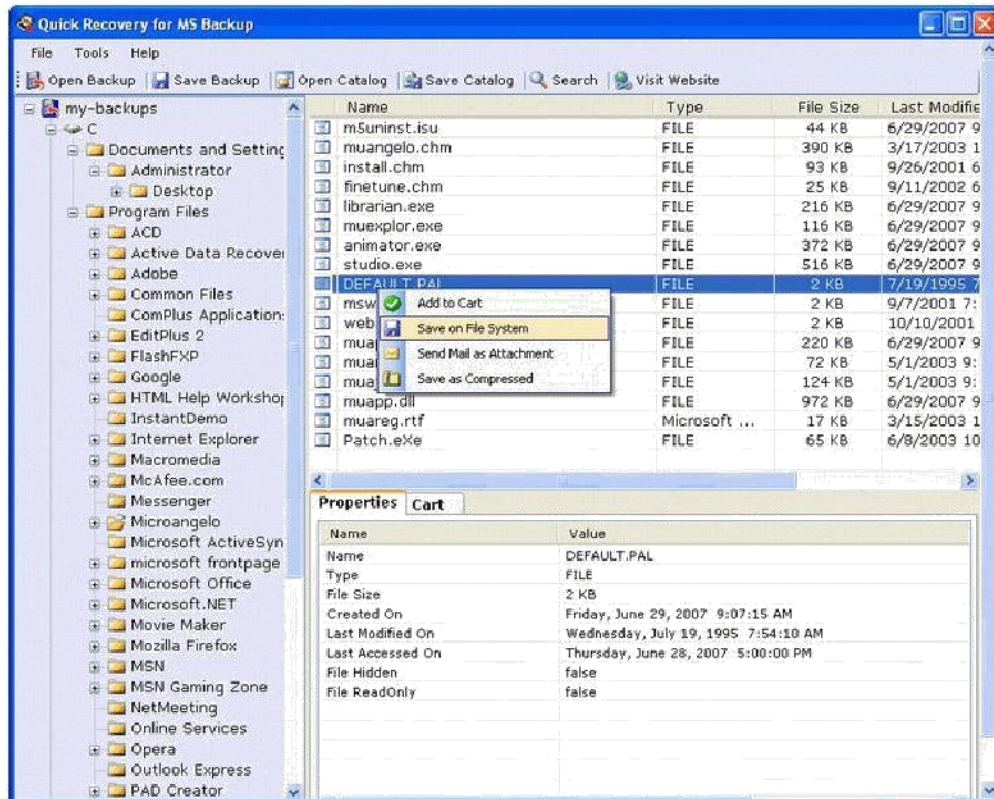 Quick Recovery for MS Backup
File Tools Help
Open Backup Save Backup Open Catalog Save Catalog Search Visit Website
my-backups
C
Documents and Setting
Administrator
Desktop
Program Files
ACD
Active Data Recover
Adobe
Common Files
ComPlus Application
EditPlus 2
FlashFXP
Google
HTML Help Workshop
InstantDemo
Internet Explorer
Macromedia
McAfee.com
Messenger
Microangelo
Microsoft ActiveSyn
microsoft frontpage
Microsoft Office
Microsoft.NET
Movie Maker
Mozilla Firefox
MSN
MSN Gaming Zone
NetMeeting
Online Services
Opera
Outlook Express
PAD Creator
Name Type File Size Last Modifie
m5uninst.isu FILE 44 KB 6/29/2007 9
muangelo.chm FILE 390 KB 3/17/2003 1
install.chm FILE 93 KB 9/26/2001 6
finetune.chm FILE 25 KB 9/11/2002 6
librarian.exe FILE 216 KB 6/29/2007 9
muexplor.exe FILE 116 KB 6/29/2007 9
animator.exe FILE 372 KB 6/29/2007 9
studio.exe FILE 516 KB 6/29/2007 9
DEFAULT.PAL FILE 2 KB 7/19/1995 7
msw FILE 2 KB 9/7/2001 7:
web FILE 2 KB 10/10/2001
mua FILE 220 KB 6/29/2007 9
mua FILE 72 KB 5/1/2003 9:
mua FILE 124 KB 5/1/2003 9:
muapp.dll FILE 972 KB 6/29/2007 9
muareg.rtf Microsoft ... 17 KB 3/15/2003 1
Patch.eXe FILE 65 KB 6/8/2003 10
Add to Cart
Save on File System
Send Mail as Attachment
Save as Compressed
Properties Cart
Name Value
Name DEFAULT.PAL
Type FILE
File Size 2 KB
Created On Friday, June 29, 2007 9:07:15 AM
Last Modified On Wednesday, July 19, 1995 7:54:10 AM
Last Accessed On Thursday, June 28, 2007 5:00:00 PM
File Hidden false
File ReadOnly false